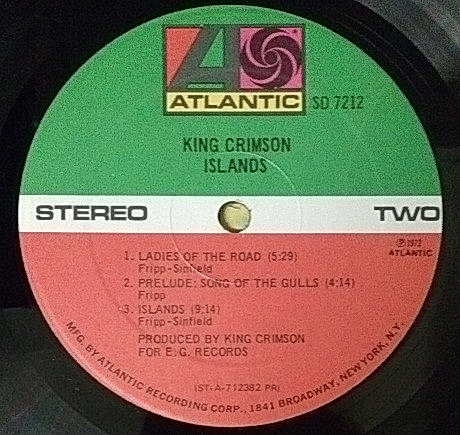 ATLANTIC
SD 7212
KING CRIMSON
ISLANDS
STEREO
TWO
Ⓟ 1972
ATLANTIC
1. LADIES OF THE ROAD (5:29)
Fripp-Sinfield
2. PRELUDE; SONG OF THE GULLS (4:14)
Fripp
3. ISLANDS (9:14)
Fripp-Sinfield
PRODUCED BY KING CRIMSON
FOR E.G. RECORDS
(ST-A-712382 PR)
MFG. BY ATLANTIC RECORDING CORP., 1841 BROADWAY, NEW YORK, N.Y.